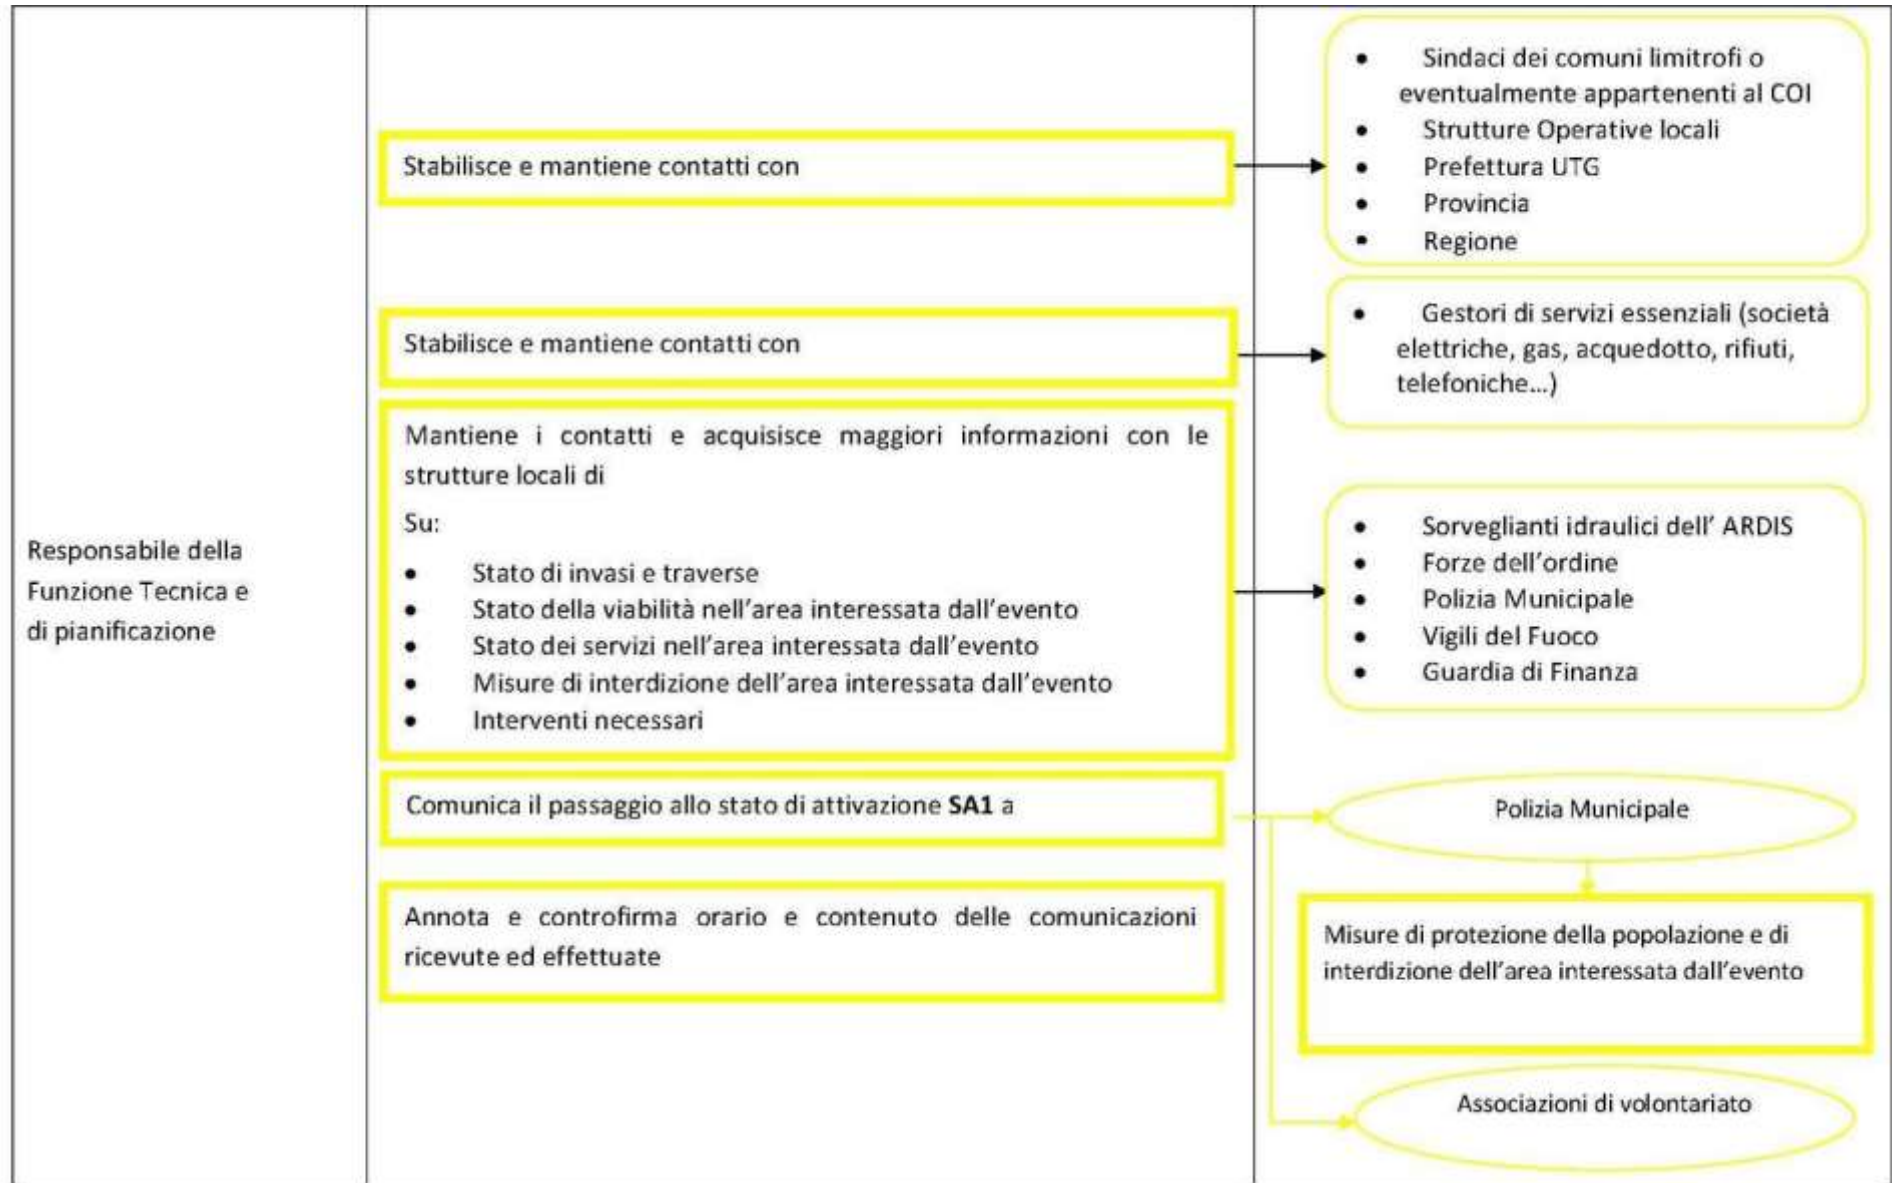 Responsabile della
Funzione Tecnica e
di pianificazione
Stabilisce e mantiene contatti con
• Sindaci dei comuni limitrofi o
eventualmente appartenenti al COI
• Strutture Operative locali
• Prefettura UTG
• Provincia
• Regione
Stabilisce e mantiene contatti con
• Gestori di servizi essenziali (società
elettriche, gas, acquedotto, rifiuti,
telefoniche...)
Mantiene i contatti e acquisisce maggiori informazioni con le
strutture locali di
Su:
• Stato di invasi e traverse
• Stato della viabilità nell'area interessata dall'evento
• Stato dei servizi nell'area interessata dall'evento
• Misure di interdizione dell'area interessata dall'evento
• Interventi necessari
• Sorveglianti idraulici dell' ARDIS
• Forze dell'ordine
• Polizia Municipale
• Vigili del Fuoco
• Guardia di Finanza
Comunica il passaggio allo stato di attivazione SA1 a
Polizia Municipale
Misure di protezione della popolazione e di
interdizione dell'area interessata dall'evento
Associazioni di volontariato
Annota e controfirma orario e contenuto delle comunicazioni
ricevute ed effettuate